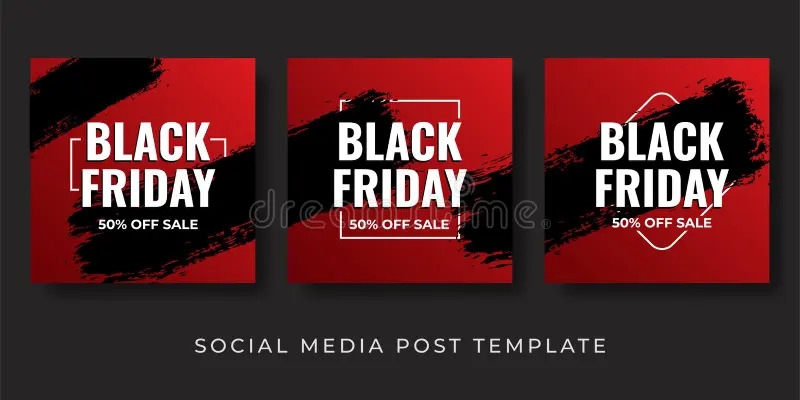 BLACK
FRIDAY
50% OFF SALE
BLACK
FRIDAY
50% OFF SALE
BLACK
FRIDAY
50% OFF SALE
dreamstime
SOCIAL MEDIA POST TEMPLATE